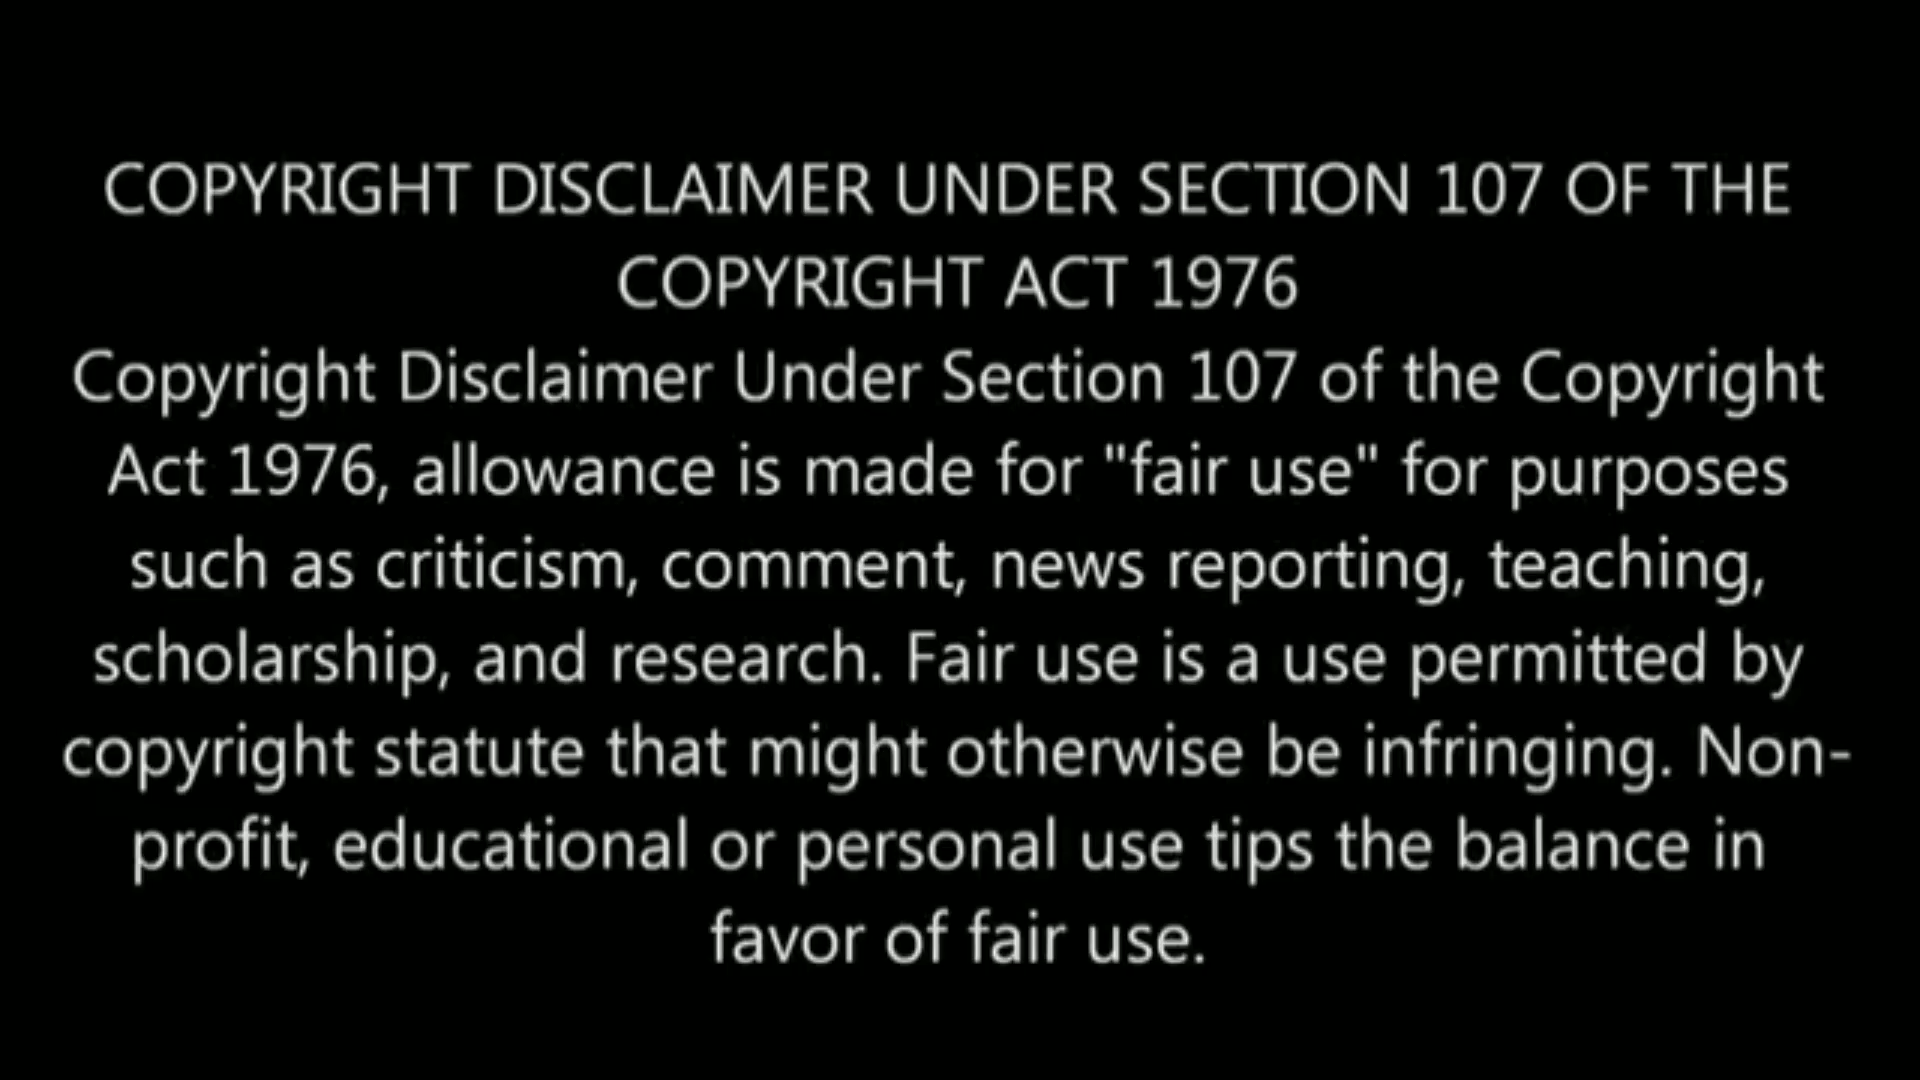 COPYRIGHT DISCLAIMER UNDER SECTION 107 OF THE
COPYRIGHT ACT 1976
Copyright Disclaimer Under Section 107 of the Copyright
Act 1976, allowance is made for "fair use" for purposes
such as criticism, comment, news reporting, teaching,
scholarship, and research. Fair use is a use permitted by
copyright statute that might otherwise be infringing. Non-
profit, educational or personal use tips the balance in
favor of fair use.